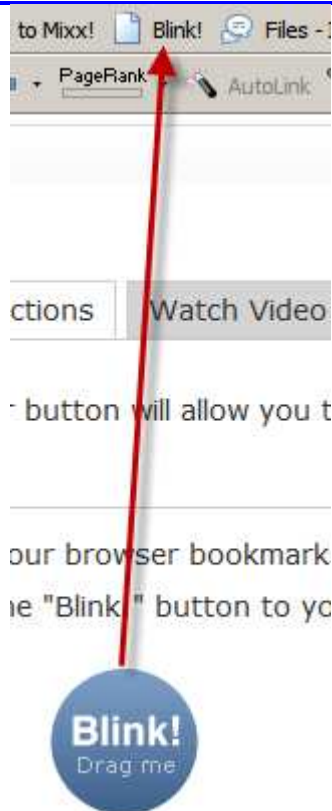 to Mixx! Blink! Files -
PageRank AutoLink
ctions Watch Video
button will allow you t
our browser bookmark
e "Blink!" button to yo
Blink!
Drag me